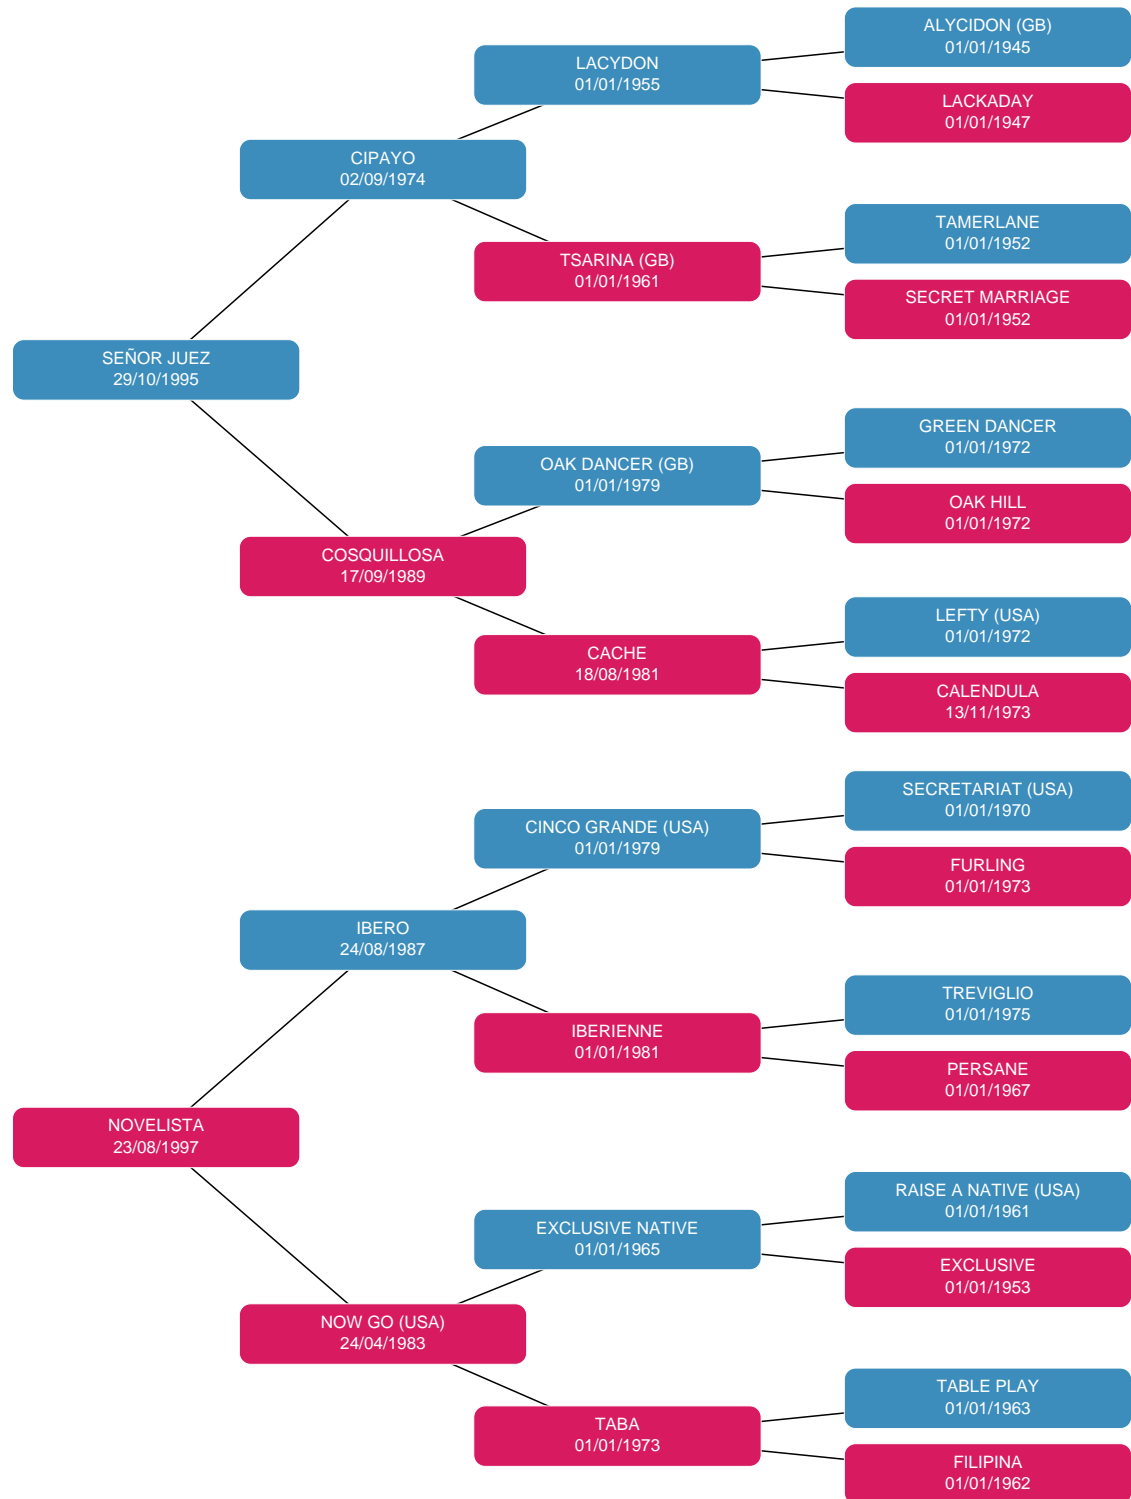 ALYCIDON (GB)
01/01/1945
LACYDON
01/01/1955
LACKADAY
01/01/1947
CIPAYO
02/09/1974
TAMERLANE
01/01/1952
TSARINA (GB)
01/01/1961
SECRET MARRIAGE
01/01/1952
SEÑOR JUEZ
29/10/1995
GREEN DANCER
01/01/1972
OAK DANCER (GB)
01/01/1979
OAK HILL
01/01/1972
COSQUILLOSA
17/09/1989
LEFTY (USA)
01/01/1972
CACHE
18/08/1981
CALENDULA
13/11/1973
SECRETARIAT (USA)
01/01/1970
CINCO GRANDE (USA)
01/01/1979
FURLING
01/01/1973
IBERO
24/08/1987
TREVIGLIO
01/01/1975
IBERIENNE
01/01/1981
PERSANE
01/01/1967
NOVELISTA
23/08/1997
RAISE A NATIVE (USA)
01/01/1961
EXCLUSIVE NATIVE
01/01/1965
EXCLUSIVE
01/01/1953
NOW GO (USA)
24/04/1983
TABLE PLAY
01/01/1963
TABA
01/01/1973
FILIPINA
01/01/1962